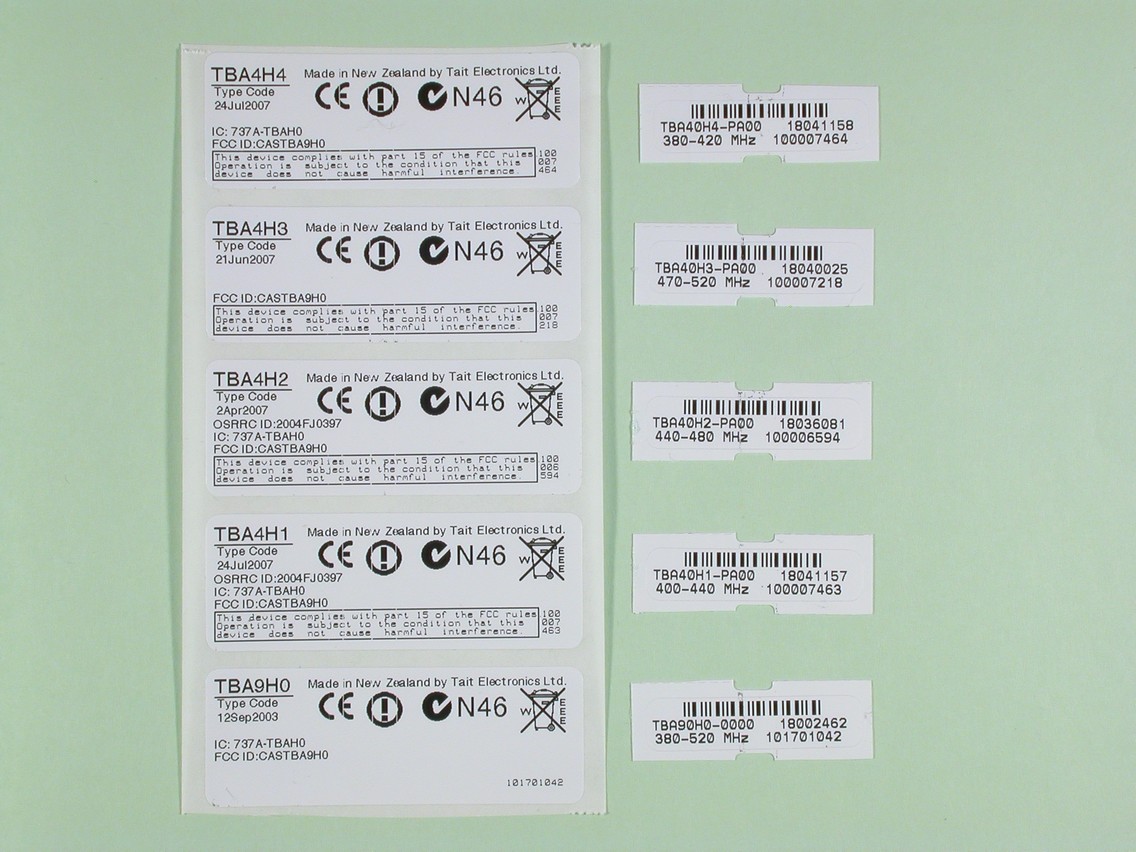 TBA4H4 Made in New Zealand by Tait Electronics Ltd.
Type Code
24Jul2007
CE N46 WEEE
IC: 737A-TBAH0
FCC ID:CASTBA9H0
This device complies with part 15 of the FCC rules
Operation is subject to the condition that this
device does not cause harmful interference.
100
007
464
TBA40H4-PA00 18041158
380-420 MHz 100007464
TBA4H3 Made in New Zealand by Tait Electronics Ltd.
Type Code
21Jun2007
CE N46 WEEE
FCC ID:CASTBA9H0
This device complies with part 15 of the FCC rules
Operation is subject to the condition that this
device does not cause harmful interference.
100
007
218
TBA40H3-PA00 18040025
470-520 MHz 100007218
TBA4H2 Made in New Zealand by Tait Electronics Ltd.
Type Code
2Apr2007
CE N46 WEEE
OSRRC ID:2004FJ0397
IC: 737A-TBAH0
FCC ID:CASTBA9H0
This device complies with part 15 of the FCC rules
Operation is subject to the condition that this
device does not cause harmful interference.
100
006
594
TBA40H2-PA00 18036081
440-480 MHz 100006594
TBA4H1 Made in New Zealand by Tait Electronics Ltd.
Type Code
24Jul2007
CE N46 WEEE
OSRRC ID:2004FJ0397
IC: 737A-TBAH0
FCC ID:CASTBA9H0
This device complies with part 15 of the FCC rules
Operation is subject to the condition that this
device does not cause harmful interference.
100
007
463
TBA40H1-PA00 18041157
400-440 MHz 100007463
TBA9H0 Made in New Zealand by Tait Electronics Ltd.
Type Code
12Sep2003
CE N46 WEEE
IC: 737A-TBAH0
FCC ID:CASTBA9H0
101701042
TBA90H0-0000 18002462
380-520 MHz 101701042